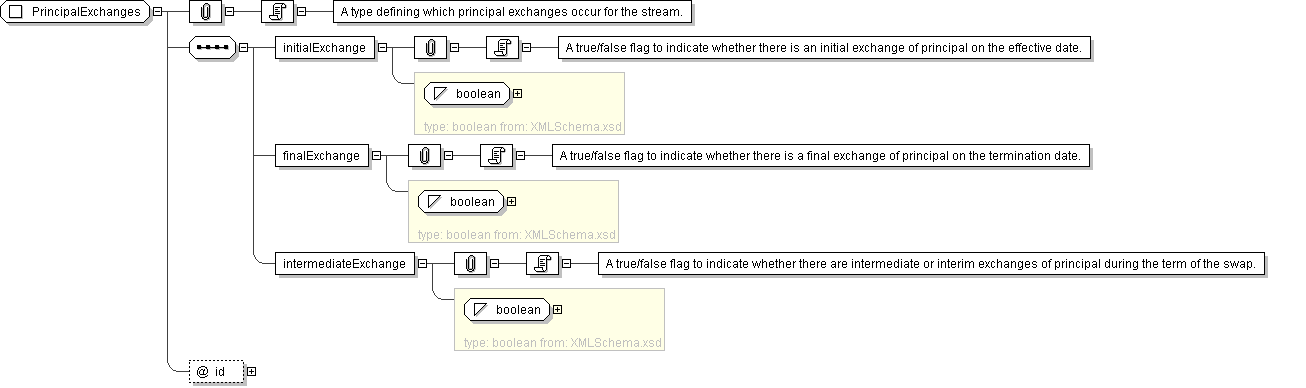 PrincipalExchanges
A type defining which principal exchanges occur for the stream.
initialExchange
A true/false flag to indicate whether there is an initial exchange of principal on the effective date.
boolean
type: boolean from: XMLSchema.xsd
finalExchange
A true/false flag to indicate whether there is a final exchange of principal on the termination date.
boolean
type: boolean from: XMLSchema.xsd
intermediateExchange
A true/false flag to indicate whether there are intermediate or interim exchanges of principal during the term of the swap.
boolean
type: boolean from: XMLSchema.xsd
@ id